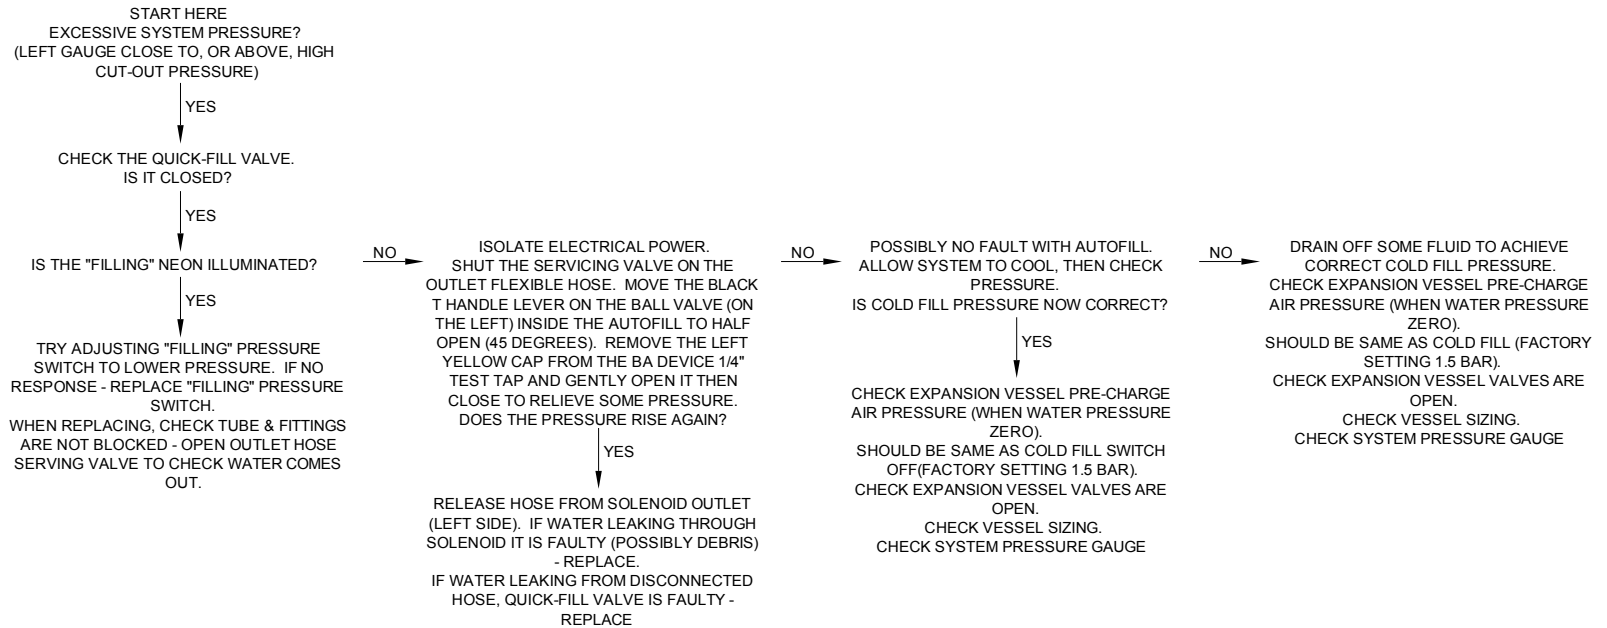 START HERE
EXCESSIVE SYSTEM PRESSURE?
(LEFT GAUGE CLOSE TO, OR ABOVE, HIGH
CUT-OUT PRESSURE)
YES
CHECK THE QUICK-FILL VALVE.
IS IT CLOSED?
YES
IS THE "FILLING" NEON ILLUMINATED?
YES
TRY ADJUSTING "FILLING" PRESSURE
SWITCH TO LOWER PRESSURE. IF NO
RESPONSE - REPLACE "FILLING" PRESSURE
SWITCH.
WHEN REPLACING, CHECK TUBE & FITTINGS
ARE NOT BLOCKED - OPEN OUTLET HOSE
SERVING VALVE TO CHECK WATER COMES
OUT.
NO
ISOLATE ELECTRICAL POWER.
SHUT THE SERVICING VALVE ON THE
OUTLET FLEXIBLE HOSE. MOVE THE BLACK
T HANDLE LEVER ON THE BALL VALVE (ON
THE LEFT) INSIDE THE AUTOFILL TO HALF
OPEN (45 DEGREES). REMOVE THE LEFT
YELLOW CAP FROM THE BA DEVICE 1/4"
TEST TAP AND GENTLY OPEN IT THEN
CLOSE TO RELIEVE SOME PRESSURE.
DOES THE PRESSURE RISE AGAIN?
YES
RELEASE HOSE FROM SOLENOID OUTLET
(LEFT SIDE). IF WATER LEAKING THROUGH
SOLENOID IT IS FAULTY (POSSIBLY DEBRIS)
- REPLACE.
IF WATER LEAKING FROM DISCONNECTED
HOSE, QUICK-FILL VALVE IS FAULTY -
REPLACE
NO
POSSIBLY NO FAULT WITH AUTOFILL.
ALLOW SYSTEM TO COOL, THEN CHECK
PRESSURE.
IS COLD FILL PRESSURE NOW CORRECT?
YES
CHECK EXPANSION VESSEL PRE-CHARGE
AIR PRESSURE (WHEN WATER PRESSURE
ZERO).
SHOULD BE SAME AS COLD FILL SWITCH
OFF(FACTORY SETTING 1.5 BAR).
CHECK EXPANSION VESSEL VALVES ARE
OPEN.
CHECK VESSEL SIZING.
CHECK SYSTEM PRESSURE GAUGE
NO
DRAIN OFF SOME FLUID TO ACHIEVE
CORRECT COLD FILL PRESSURE.
CHECK EXPANSION VESSEL PRE-CHARGE
AIR PRESSURE (WHEN WATER PRESSURE
ZERO).
SHOULD BE SAME AS COLD FILL (FACTORY
SETTING 1.5 BAR).
CHECK EXPANSION VESSEL VALVES ARE
OPEN.
CHECK VESSEL SIZING.
CHECK SYSTEM PRESSURE GAUGE